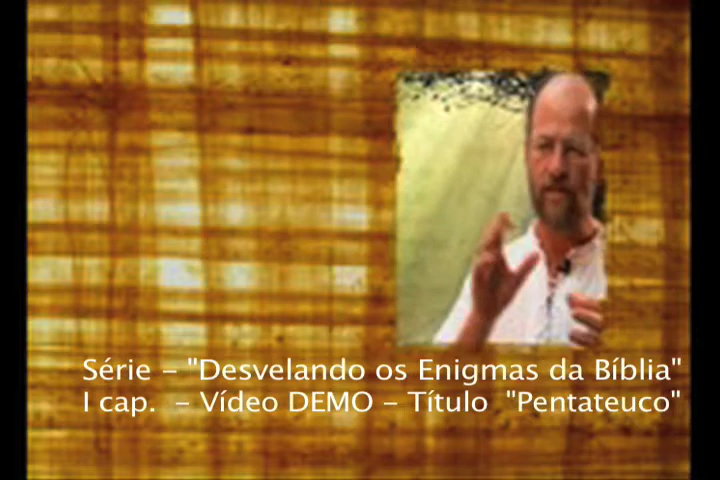 Série - "Desvelando os Enigmas da Bíblia"
I cap.  - Vídeo DEMO - Título  "Pentateuco"